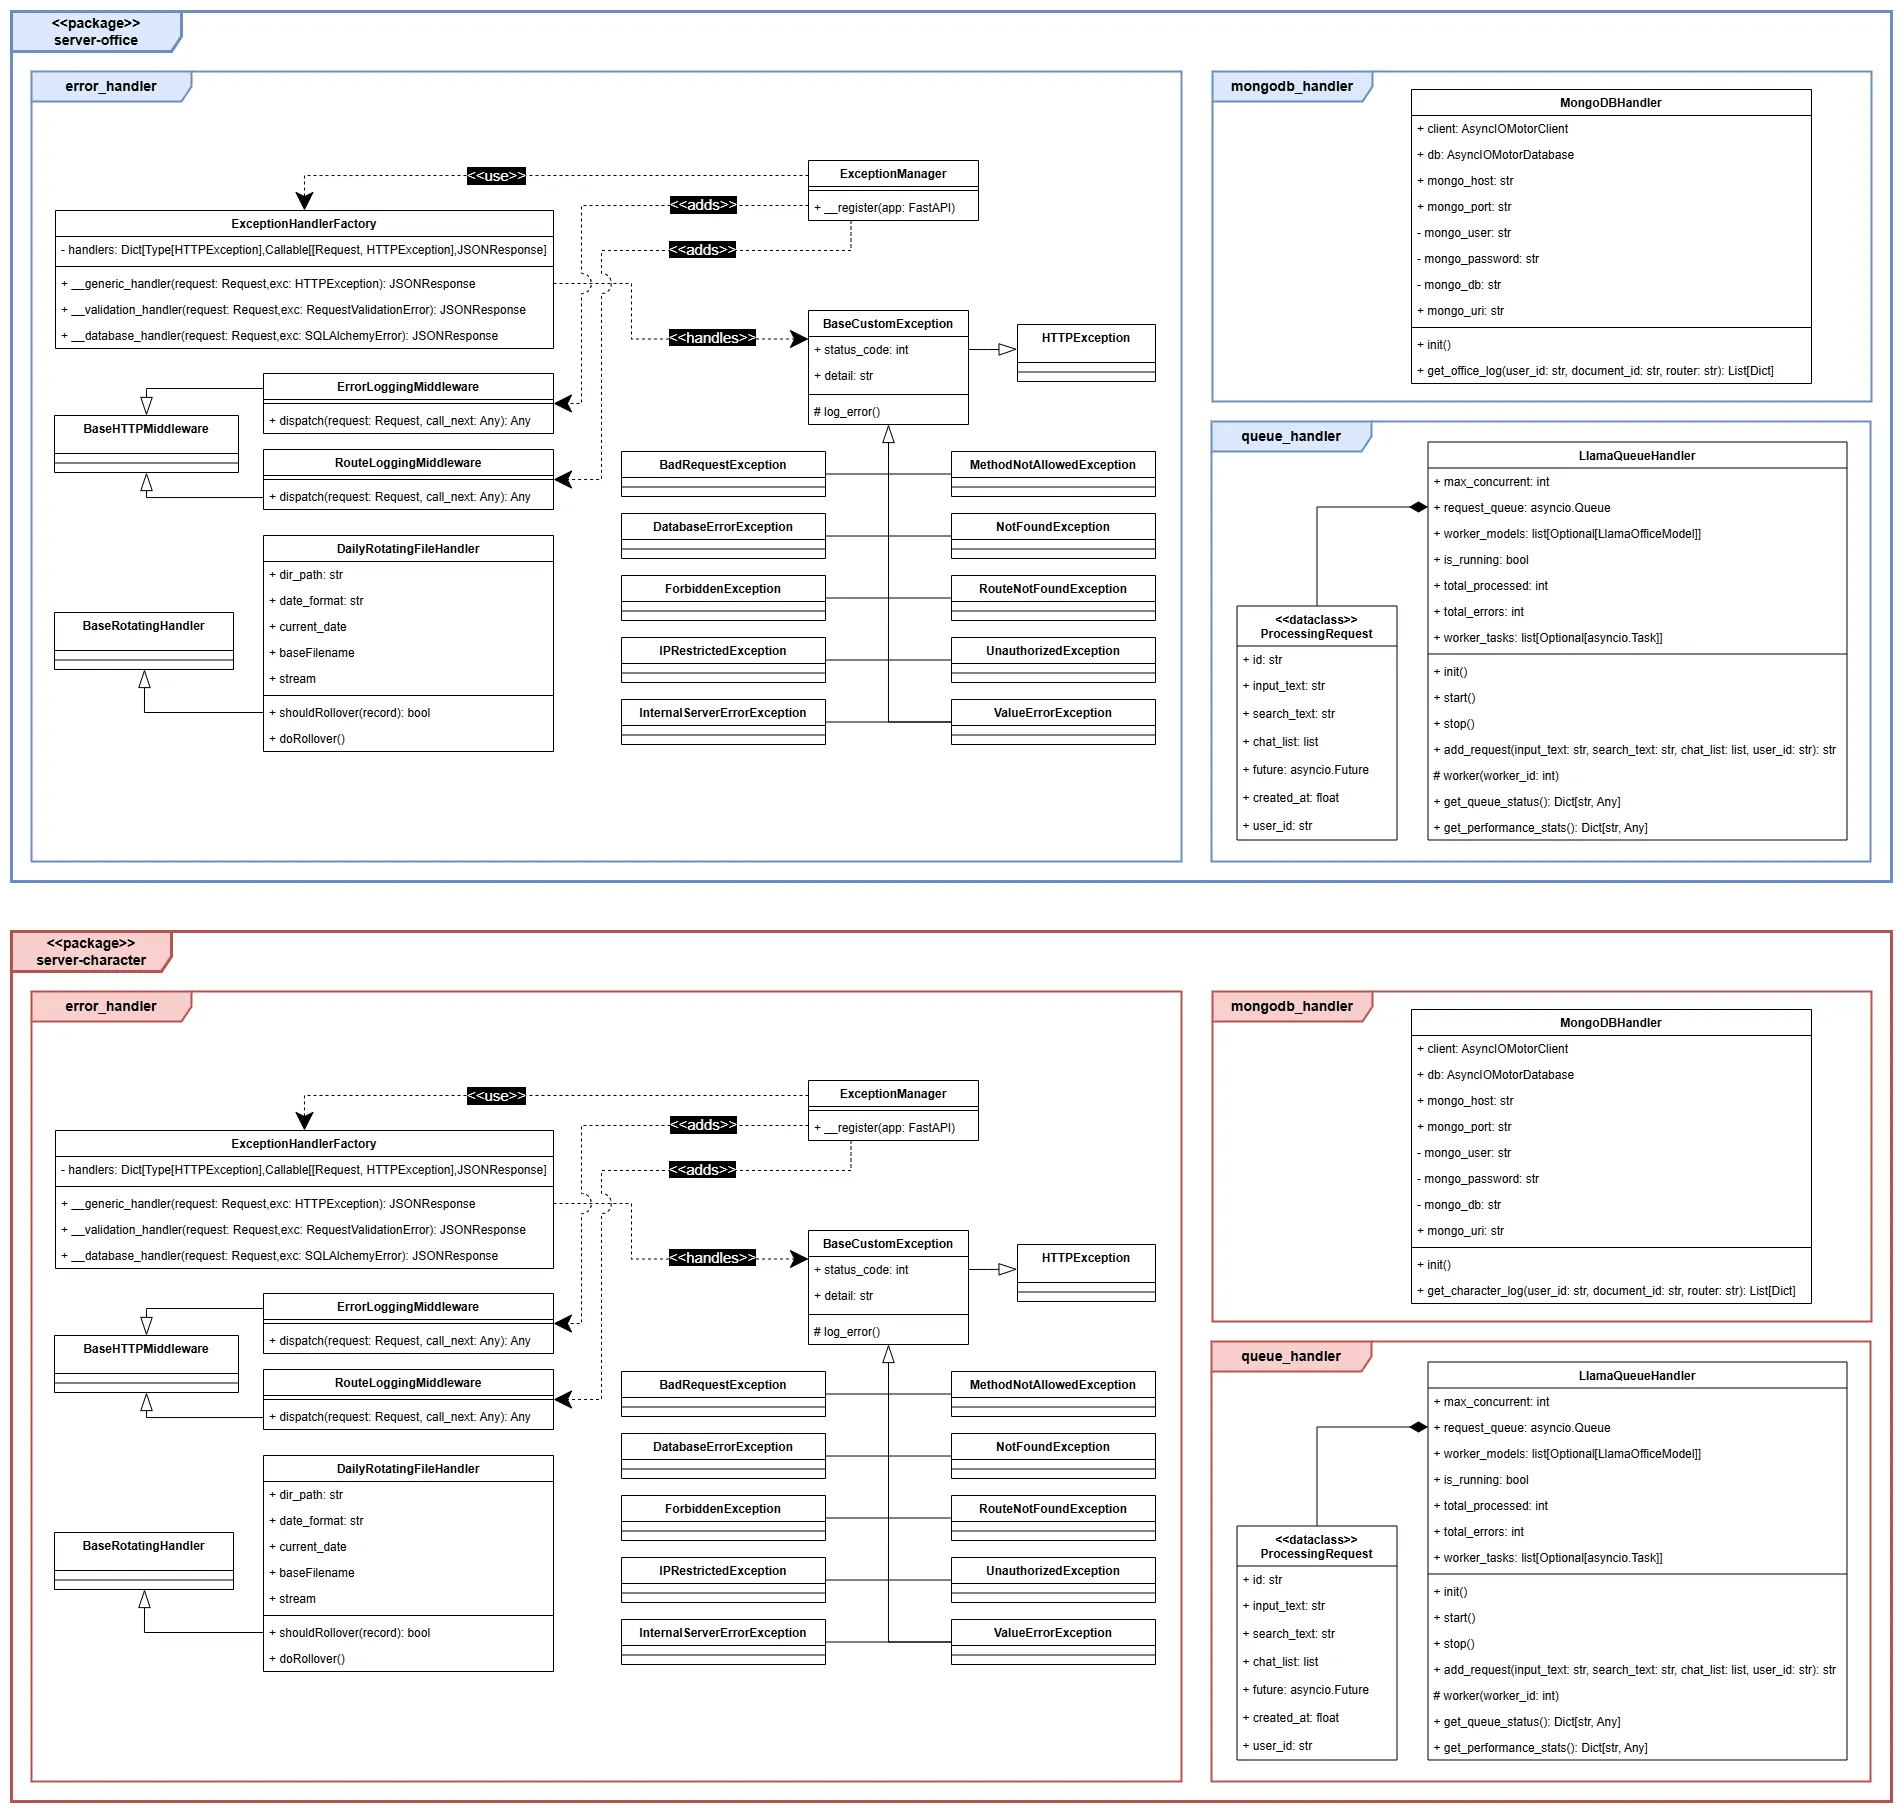 <<package>>
server-office
error_handler
<<use>>
ExceptionManager
+ __register(app: FastAPI)
<<adds>>
<<adds>>
ExceptionHandlerFactory
- handlers: Dict[Type[HTTPException],Callable[[Request, HTTPException],JSONResponse]
+ __generic_handler(request: Request,exc: HTTPException): JSONResponse
+ __validation_handler(request: Request,exc: RequestValidationError): JSONResponse
+ __database_handler(request: Request,exc: SQLAlchemyError): JSONResponse
<<handles>>
BaseCustomException
+ status_code: int
+ detail: str
# log_error()
HTTPException
ErrorLoggingMiddleware
+ dispatch(request: Request, call_next: Any): Any
BaseHTTPMiddleware
RouteLoggingMiddleware
+ dispatch(request: Request, call_next: Any): Any
DailyRotatingFileHandler
+ dir_path: str
+ date_format: str
+ current_date
+ baseFilename
+ stream
+ shouldRollover(record): bool
+ doRollover()
BaseRotatingHandler
BadRequestException
MethodNotAllowedException
DatabaseErrorException
NotFoundException
ForbiddenException
RouteNotFoundException
IPRestrictedException
UnauthorizedException
InternalServerErrorException
ValueErrorException
mongodb_handler
MongoDBHandler
+ client: AsyncIOMotorClient
+ db: AsyncIOMotorDatabase
+ mongo_host: str
+ mongo_port: str
- mongo_user: str
- mongo_password: str
- mongo_db: str
+ mongo_uri: str
+ init()
+ get_office_log(user_id: str, document_id: str, router: str): List[Dict]
queue_handler
LlamaQueueHandler
+ max_concurrent: int
+ request_queue: asyncio.Queue
+ worker_models: list[Optional[LlamaOfficeModel]]
+ is_running: bool
+ total_processed: int
+ total_errors: int
+ worker_tasks: list[Optional[asyncio.Task]]
+ init()
+ start()
+ stop()
+ add_request(input_text: str, search_text: str, chat_list: list, user_id: str): str
# worker(worker_id: int)
+ get_queue_status(): Dict[str, Any]
+ get_performance_stats(): Dict[str, Any]
<<dataclass>>
ProcessingRequest
+ id: str
+ input_text: str
+ search_text: str
+ chat_list: list
+ future: asyncio.Future
+ created_at: float
+ user_id: str
<<package>>
server-character
error_handler
<<use>>
ExceptionManager
+ __register(app: FastAPI)
<<adds>>
<<adds>>
ExceptionHandlerFactory
- handlers: Dict[Type[HTTPException],Callable[[Request, HTTPException],JSONResponse]
+ __generic_handler(request: Request,exc: HTTPException): JSONResponse
+ __validation_handler(request: Request,exc: RequestValidationError): JSONResponse
+ __database_handler(request: Request,exc: SQLAlchemyError): JSONResponse
<<handles>>
BaseCustomException
+ status_code: int
+ detail: str
# log_error()
HTTPException
ErrorLoggingMiddleware
+ dispatch(request: Request, call_next: Any): Any
BaseHTTPMiddleware
RouteLoggingMiddleware
+ dispatch(request: Request, call_next: Any): Any
DailyRotatingFileHandler
+ dir_path: str
+ date_format: str
+ current_date
+ baseFilename
+ stream
+ shouldRollover(record): bool
+ doRollover()
BaseRotatingHandler
BadRequestException
MethodNotAllowedException
DatabaseErrorException
NotFoundException
ForbiddenException
RouteNotFoundException
IPRestrictedException
UnauthorizedException
InternalServerErrorException
ValueErrorException
mongodb_handler
MongoDBHandler
+ client: AsyncIOMotorClient
+ db: AsyncIOMotorDatabase
+ mongo_host: str
+ mongo_port: str
- mongo_user: str
- mongo_password: str
- mongo_db: str
+ mongo_uri: str
+ init()
+ get_character_log(user_id: str, document_id: str, router: str): List[Dict]
queue_handler
LlamaQueueHandler
+ max_concurrent: int
+ request_queue: asyncio.Queue
+ worker_models: list[Optional[LlamaOfficeModel]]
+ is_running: bool
+ total_processed: int
+ total_errors: int
+ worker_tasks: list[Optional[asyncio.Task]]
+ init()
+ start()
+ stop()
+ add_request(input_text: str, search_text: str, chat_list: list, user_id: str): str
# worker(worker_id: int)
+ get_queue_status(): Dict[str, Any]
+ get_performance_stats(): Dict[str, Any]
<<dataclass>>
ProcessingRequest
+ id: str
+ input_text: str
+ search_text: str
+ chat_list: list
+ future: asyncio.Future
+ created_at: float
+ user_id: str